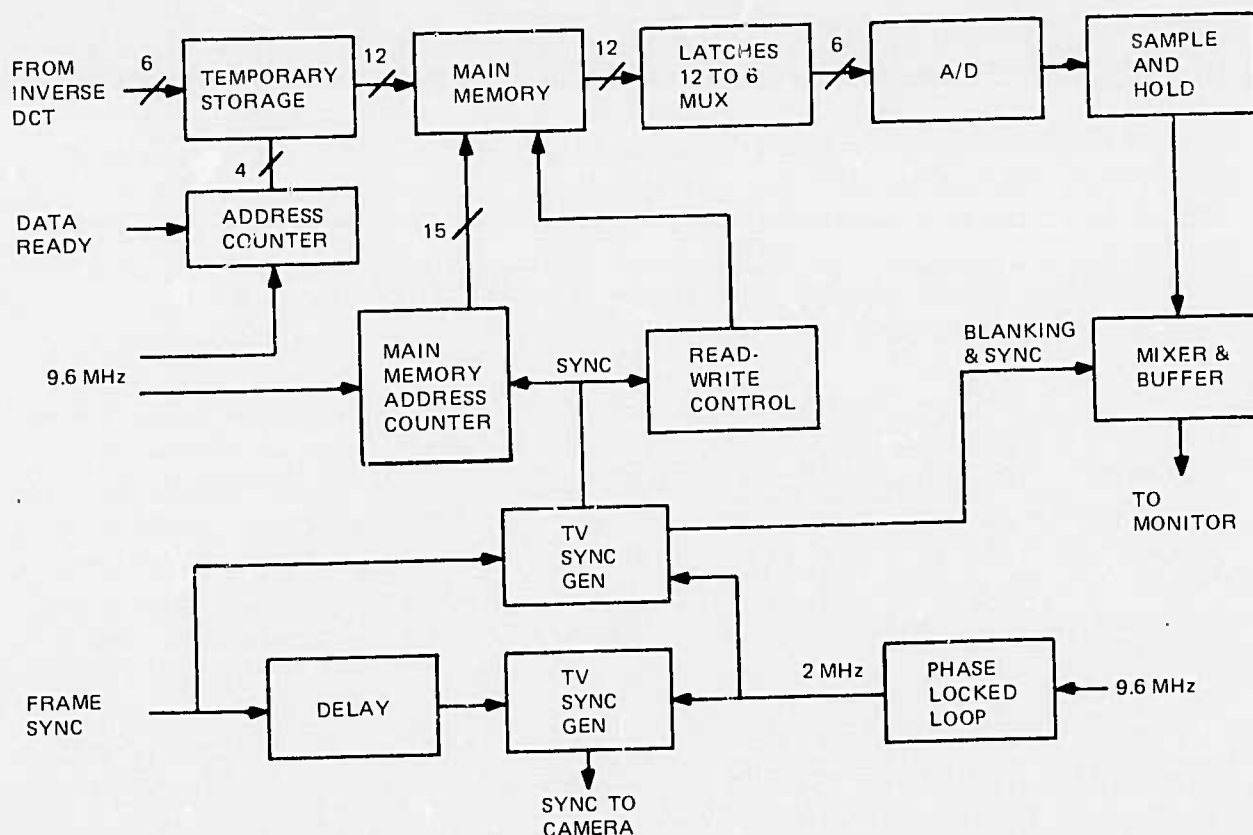 FROM
INVERSE
DCT
6
TEMPORARY
STORAGE
12
MAIN
MEMORY
12
LATCHES
12 TO 6
MUX
6
A/D
SAMPLE
AND
HOLD
4
DATA
READY
ADDRESS
COUNTER
15
9.6 MHz
MAIN
MEMORY
ADDRESS
COUNTER
SYNC
READ-
WRITE
CONTROL
BLANKING
& SYNC
MIXER &
BUFFER
TO
MONITOR
TV
SYNC
GEN
FRAME
SYNC
DELAY
TV
SYNC
GEN
2 MHz
PHASE
LOCKED
LOOP
9.6 MHz
SYNC TO
CAMERA